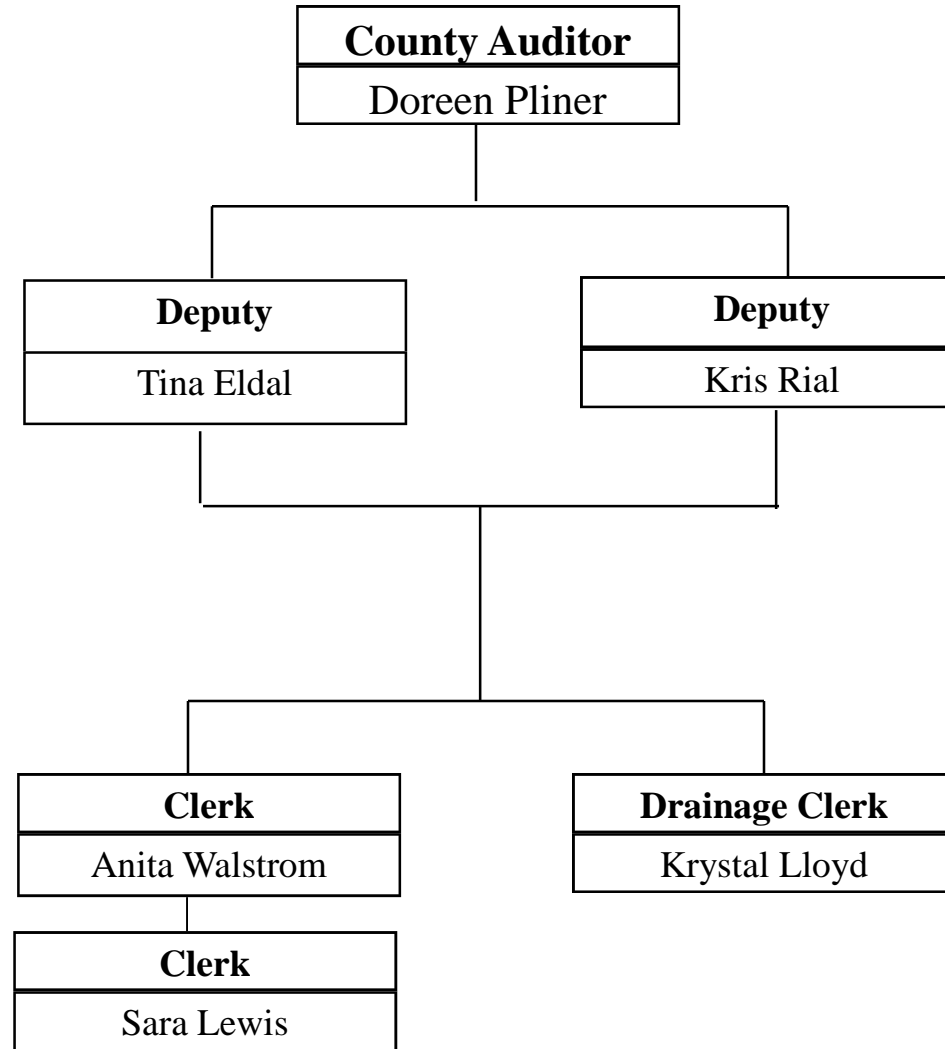 County Auditor
Doreen Pliner
Deputy
Tina Eldal
Deputy
Kris Rial
Clerk
Anita Walstrom
Drainage Clerk
Krystal Lloyd
Clerk
Sara Lewis